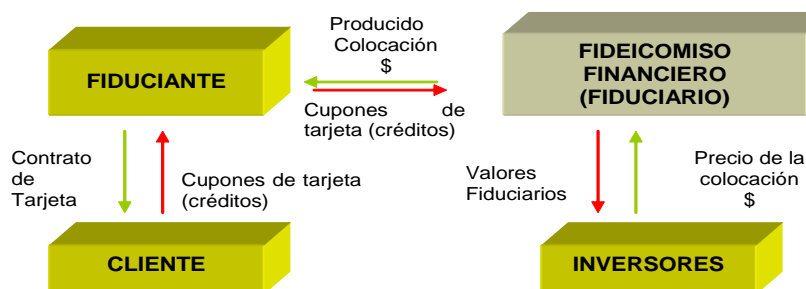 Producido
Colocación
$
FIDUCIANTE
FIDEICOMISO
FINANCIERO
(FIDUCIARIO)
Cupones de
tarjeta (créditos)
Contrato
de
Tarjeta
Cupones de tarjeta
(créditos)
Valores
Fiduciarios
Precio de la
colocación
$
CLIENTE
INVERSORES